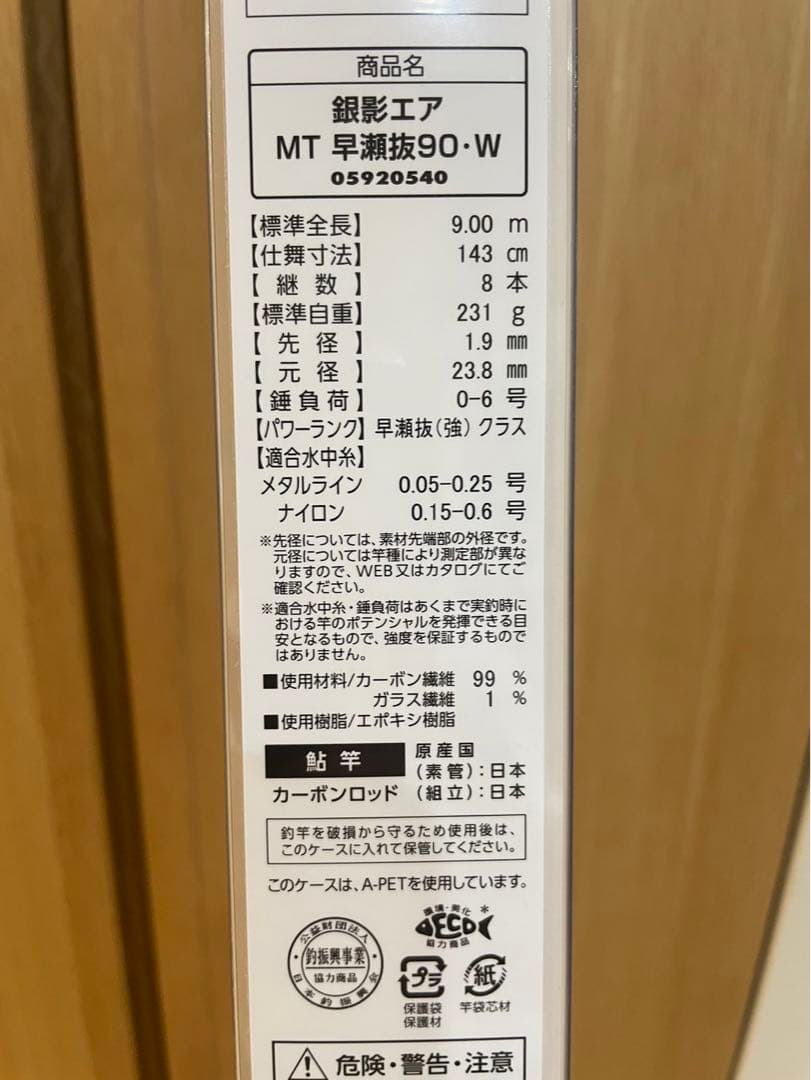 商品名
銀影エア
MT 早瀬抜90・W
05920540
【標準全長】 9.00 m
【仕舞寸法】 143 ㎝
【継数】 8 本
【標準自重】 231 g
【先径】 1.9 ㎜
【元径】 23.8 ㎜
【錘負荷】 0-6 号
【パワーランク】早瀬抜(強)クラス
【適合水中糸】
メタルライン 0.05-0.25 号
ナイロン 0.15-0.6 号
※先径については、素材先端部の外径です。
元径については竿種により測定部が異な
りますので、WEB又はカタログにてご
確認ください。
※適合水中糸・錘負荷はあくまで実釣時に
おける竿のポテンシャルを発揮できる目
安となるもので、強度を保証するもので
はありません。
■使用材料/カーボン繊維 99 %
ガラス繊維 1 %
■使用樹脂/エポキシ樹脂
鮎竿
カーボンロッド
原産国
(素管):日本
(組立):日本
釣竿を破損から守るため使用後は、
このケースに入れて保管してください。
このケースは、A-PETを使用しています。
公益財団法人
釣振興事業
協力商品
日本釣振興会
環境・美化
ECO
協力商品
プラ
保護袋
保護材
紙
竿袋芯材
危険・警告・注意